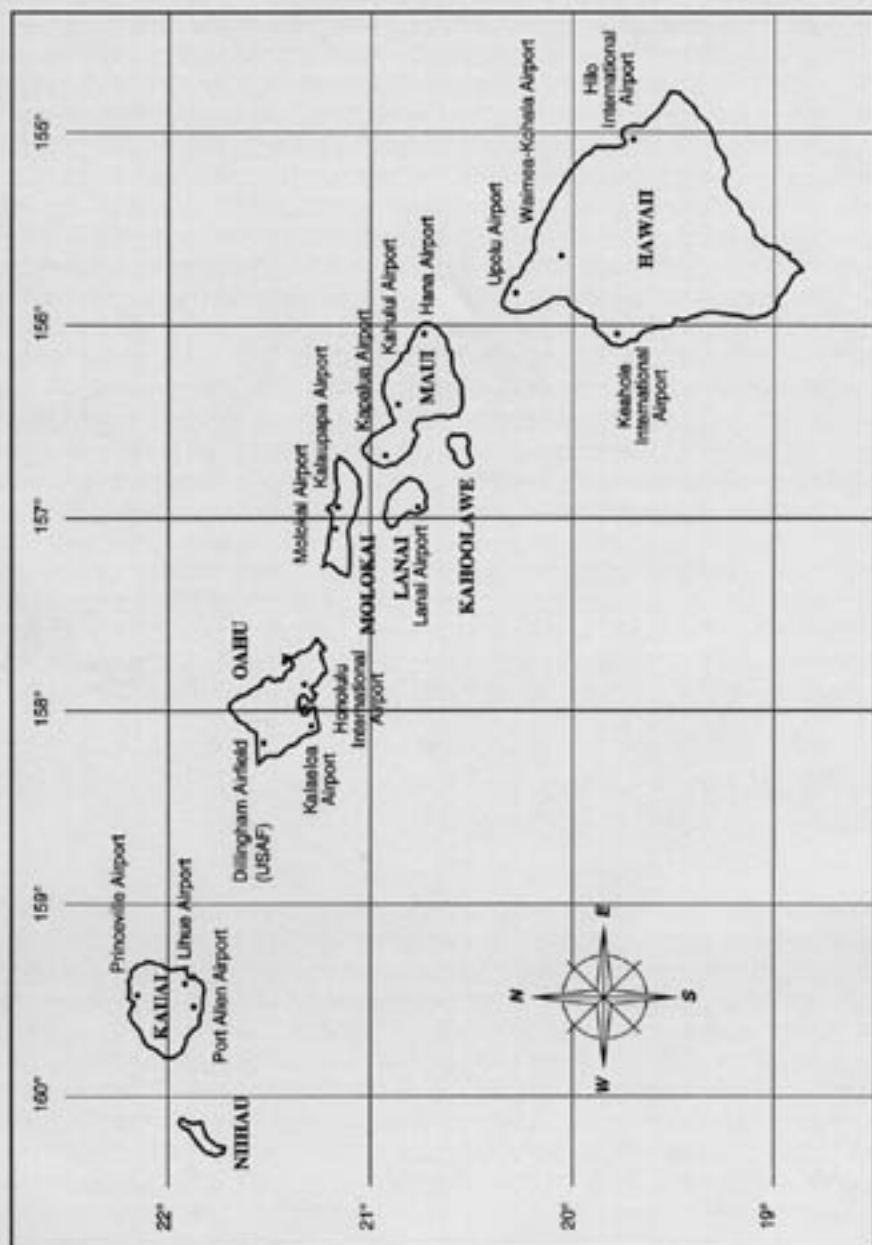 160°
159°
158°
157°
156°
155°
22°
21°
20°
19°
NIIHAU
KAUAI
Princeville Airport
Lihue Airport
Port Allen Airport
OAHU
Dillingham Airfield
(USAF)
Kalaeloa
Airport
Honolulu
International
Airport
MOLOKAI
Molokai Airport
Kalaupapa Airport
LANAI
Lanai Airport
KAHOOLAWE
MAUI
Kapalua Airport
Kahului Airport
Hana Airport
HAWAII
Upolu Airport
Waimea-Kohala Airport
Hilo
International
Airport
Keahole
International
Airport
N
W
E
S